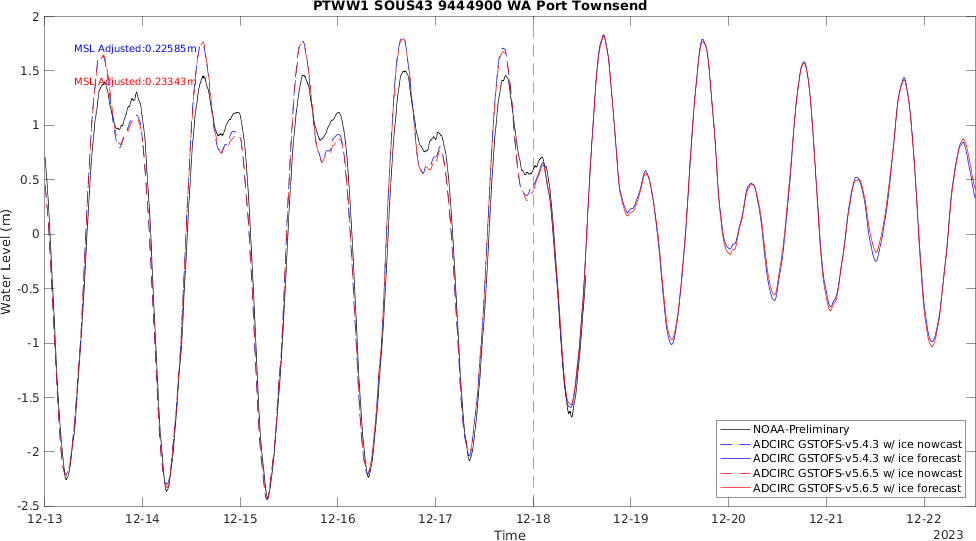 PTWW1 SOUS43 9444900 WA Port Townsend
MSL Adjusted:0.22585m
MSL Adjusted:0.23343m
Water Level (m)
2
1.5
1
0.5
0
-0.5
-1
-1.5
-2
-2.5
NOAA-Preliminary
ADCIRC GSTOFS-v5.4.3 w/ ice nowcast
ADCIRC GSTOFS-v5.4.3 w/ ice forecast
ADCIRC GSTOFS-v5.6.5 w/ ice nowcast
ADCIRC GSTOFS-v5.6.5 w/ ice forecast
12-13 12-14 12-15 12-16 12-17 12-18 12-19 12-20 12-21 12-22
Time
2023